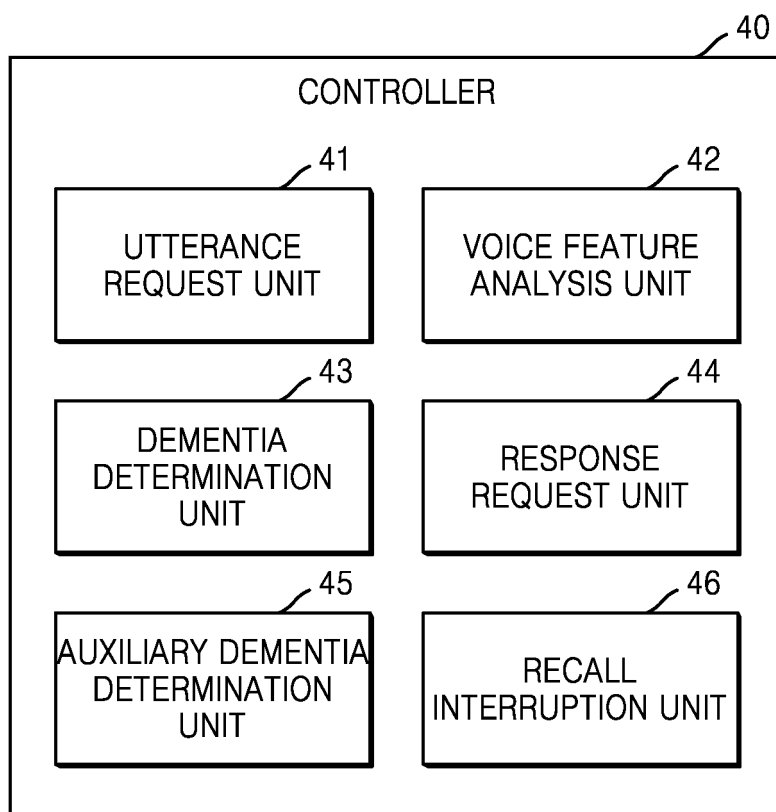 40
CONTROLLER
41
UTTERANCE
REQUEST UNIT
42
VOICE FEATURE
ANALYSIS UNIT
43
DEMENTIA
DETERMINATION
UNIT
44
RESPONSE
REQUEST UNIT
45
AUXILIARY DEMENTIA
DETERMINATION
UNIT
46
RECALL
INTERRUPTION UNIT